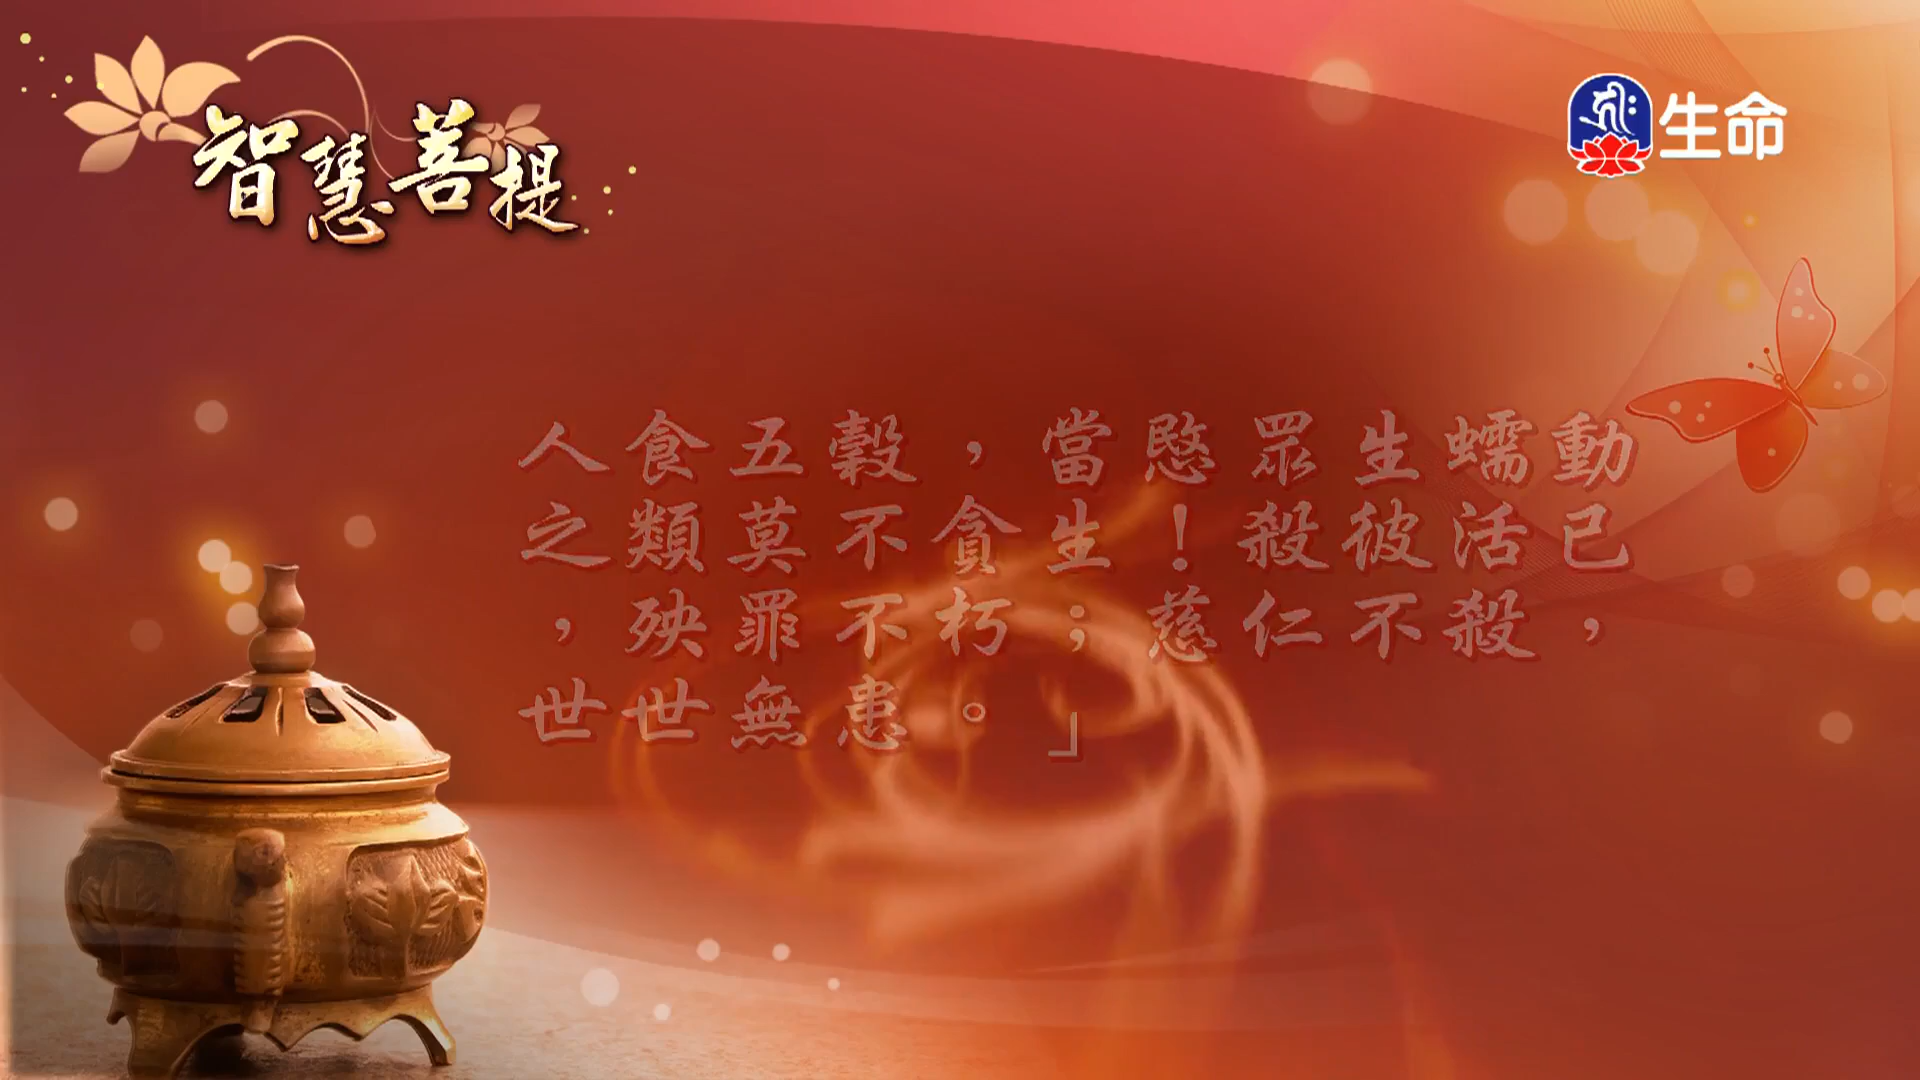 智慧菩提
生命
人食五穀，當愍眾生蠕動
之類莫不貪生！殺彼活已
，殃罪不朽；慈仁不殺，
世世無患。」